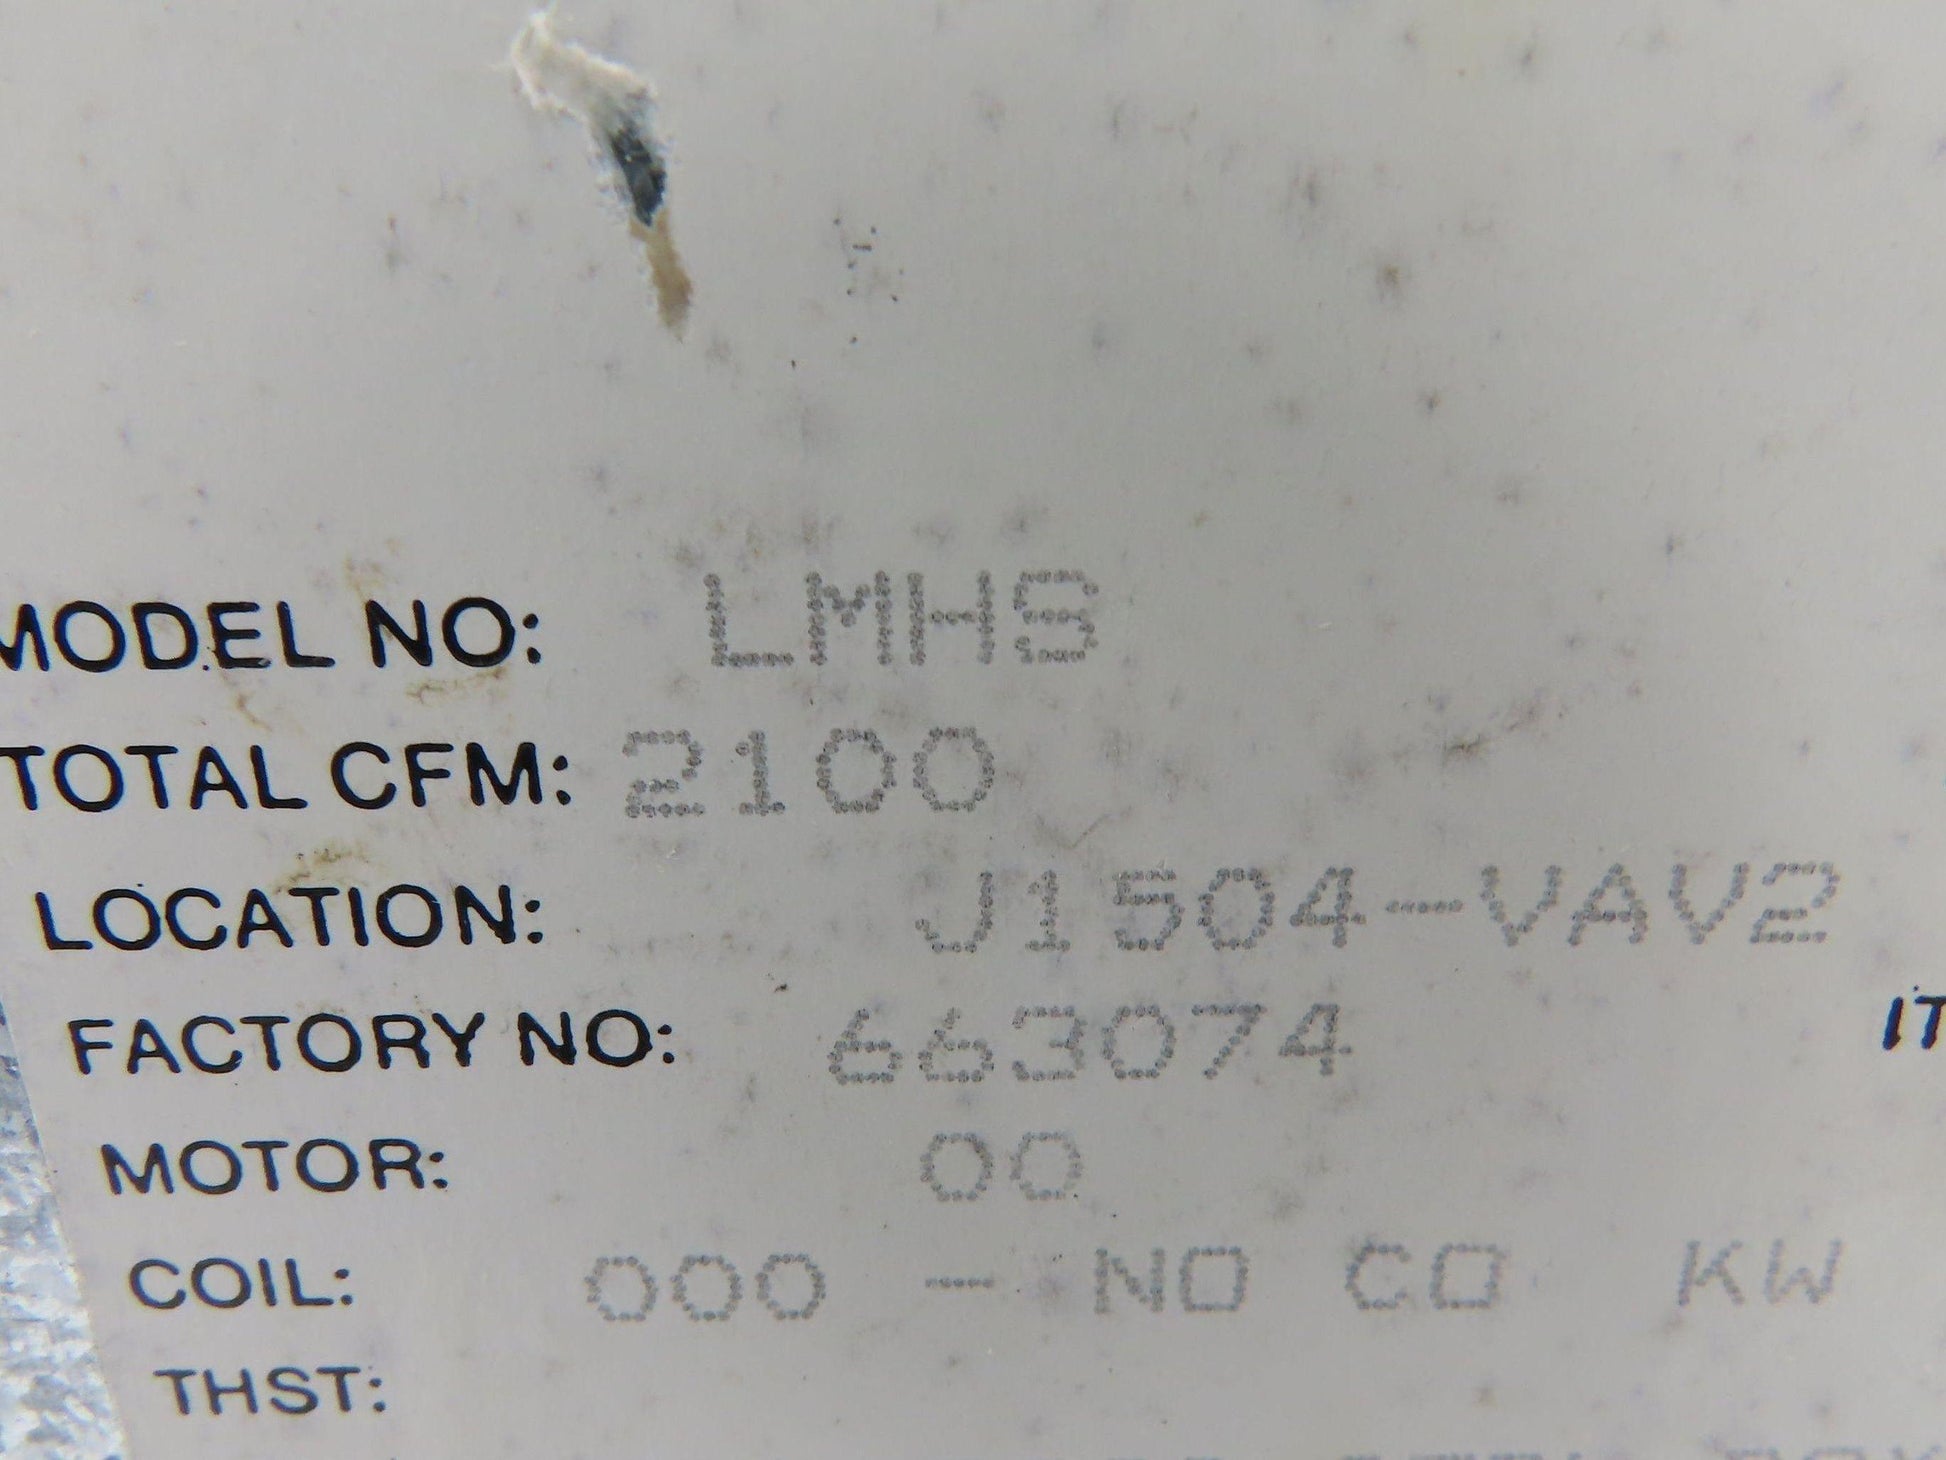 MODEL NO: LMHS
TOTAL CFM: 2100
LOCATION: J1504-VAV2
FACTORY NO: 663074 IT
MOTOR: 00
COIL: 000 - NO CO KW
THST: